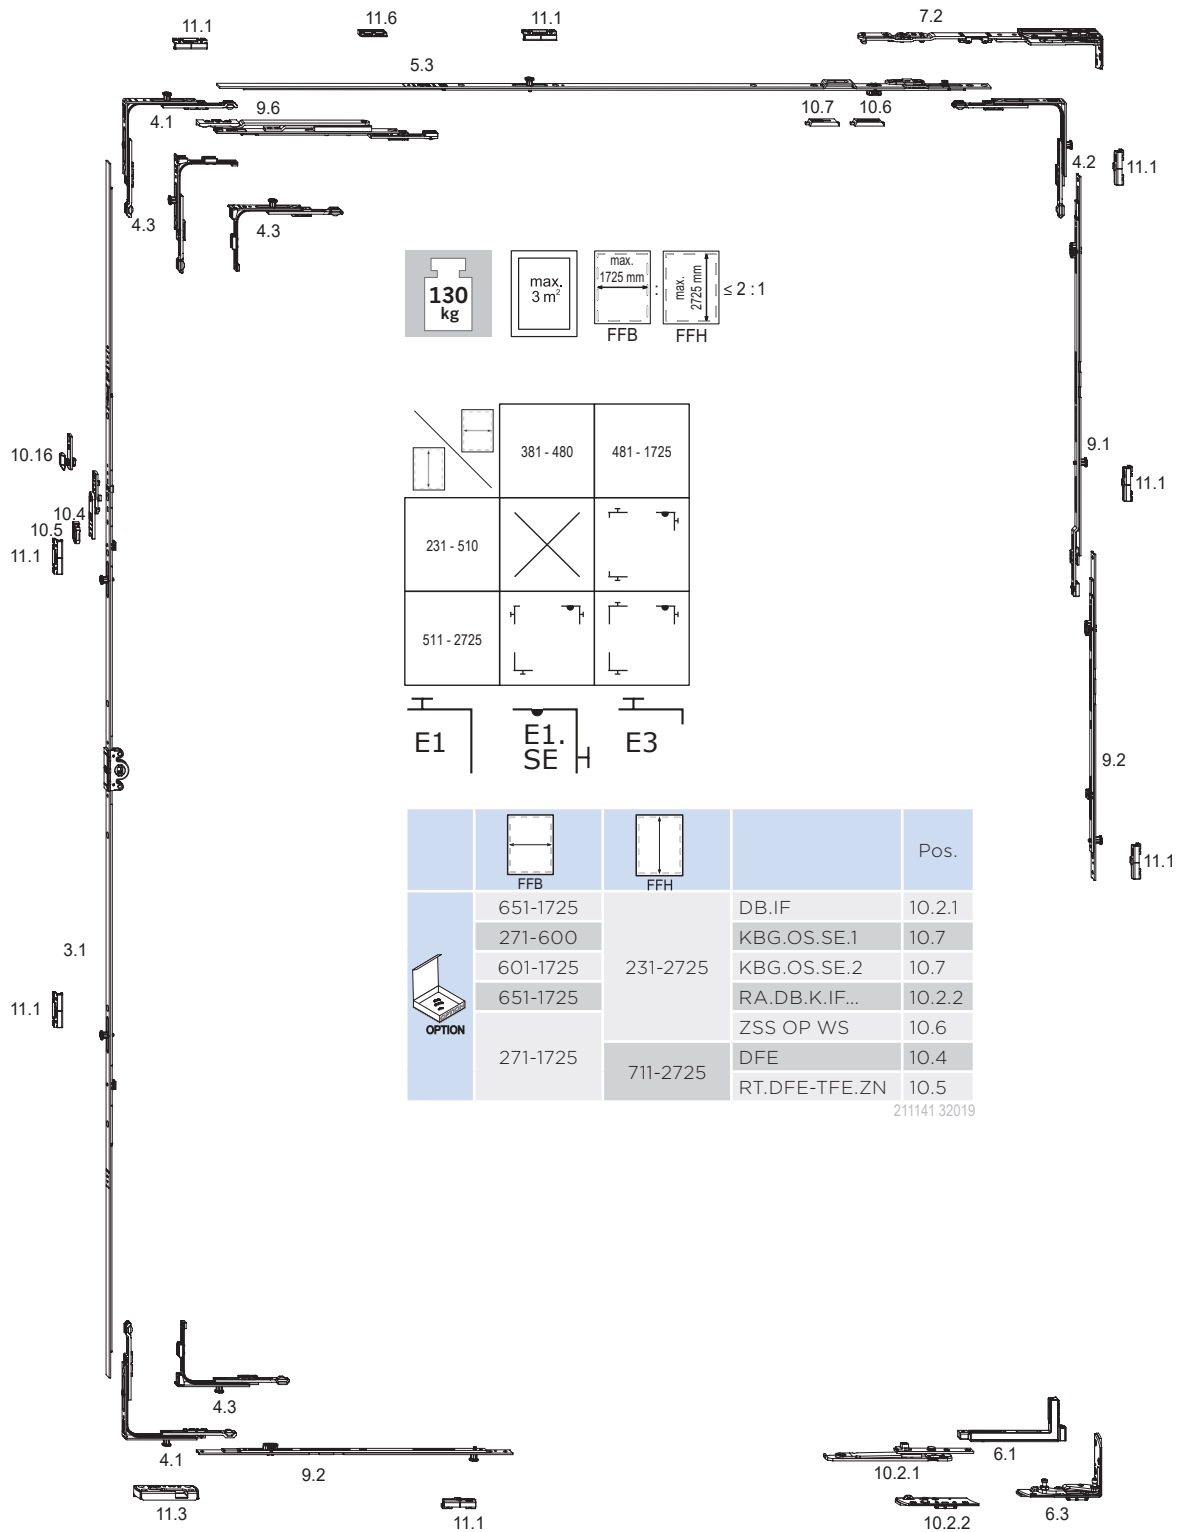 11.1
11.6
11.1
7.2
5.3
4.1
9.6
10.7 10.6
4.2
11.1
4.3
4.3
130
kg
max.
3 m²
max.
1725 mm
FFB
:
max.
2725 mm
FFH
≤ 2 : 1
381 - 480
481 - 1725
231 - 510
511 - 2725
10.16
10.4
10.5
11.1
9.1
11.1
E1
E1.
SE
E3
9.2
11.1
FFB
FFH
Pos.
651-1725
231-2725
DB.IF
10.2.1
271-600
KBG.OS.SE.1
10.7
601-1725
KBG.OS.SE.2
10.7
651-1725
RA.DB.K.IF...
10.2.2
271-1725
ZSS OP WS
10.6
711-2725
DFE
10.4
RT.DFE-TFE.ZN
10.5
OPTION
211141 32019
3.1
11.1
4.3
4.1
9.2
11.3
11.1
10.2.1
6.1
10.2.2
6.3